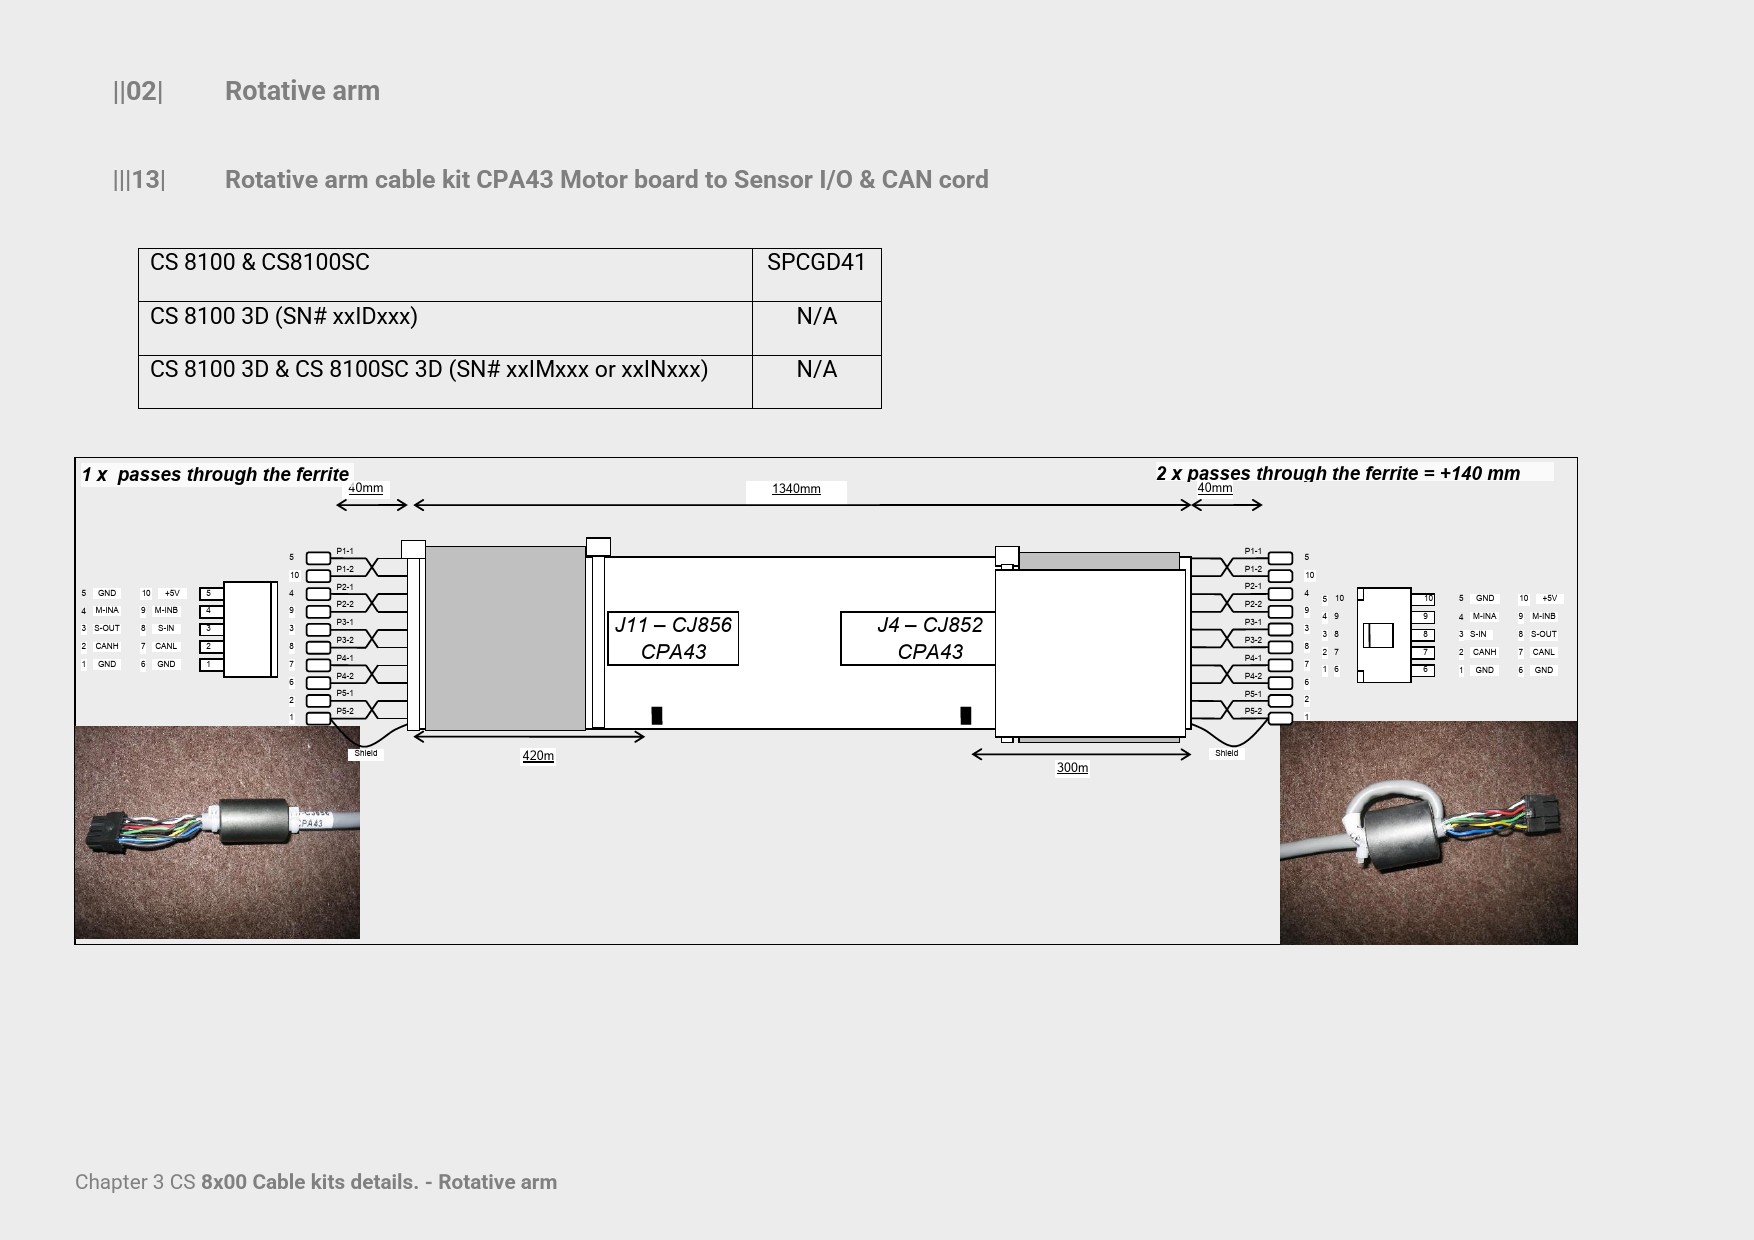 ||02| Rotative arm
|||13| Rotative arm cable kit CPA43 Motor board to Sensor I/O & CAN cord
CS 8100 & CS8100SC SPCGD41
CS 8100 3D (SN# xxIDxxx) N/A
CS 8100 3D & CS 8100SC 3D (SN# xxIMxxx or xxINxxx) N/A
1 x passes through the ferrite
2 x passes through the ferrite = +140 mm
40mm 1340mm 40mm
5 GND 10 +5V 5
4 M-INA 9 M-INB 4
3 S-OUT 8 S-IN 3
2 CANH 7 CANL 2
1 GND 6 GND 1
5 P1-1
10 P1-2
4 P2-1
9 P2-2
3 P3-1
8 P3-2
7 P4-1
6 P4-2
2 P5-1
1 P5-2
Shield
J11 – CJ856
CPA43
J4 – CJ852
CPA43
420m
300m
P1-1 5
P1-2 10
P2-1 4
P2-2 9
P3-1 3
P3-2 8
P4-1 7
P4-2 6
P5-1 2
P5-2 1
Shield
5 10 10 5 GND 10 +5V
4 9 9 4 M-INA 9 M-INB
3 8 8 3 S-IN 8 S-OUT
2 7 7 2 CANH 7 CANL
1 6 6 1 GND 6 GND
CPA43
Chapter 3 CS 8x00 Cable kits details. - Rotative arm